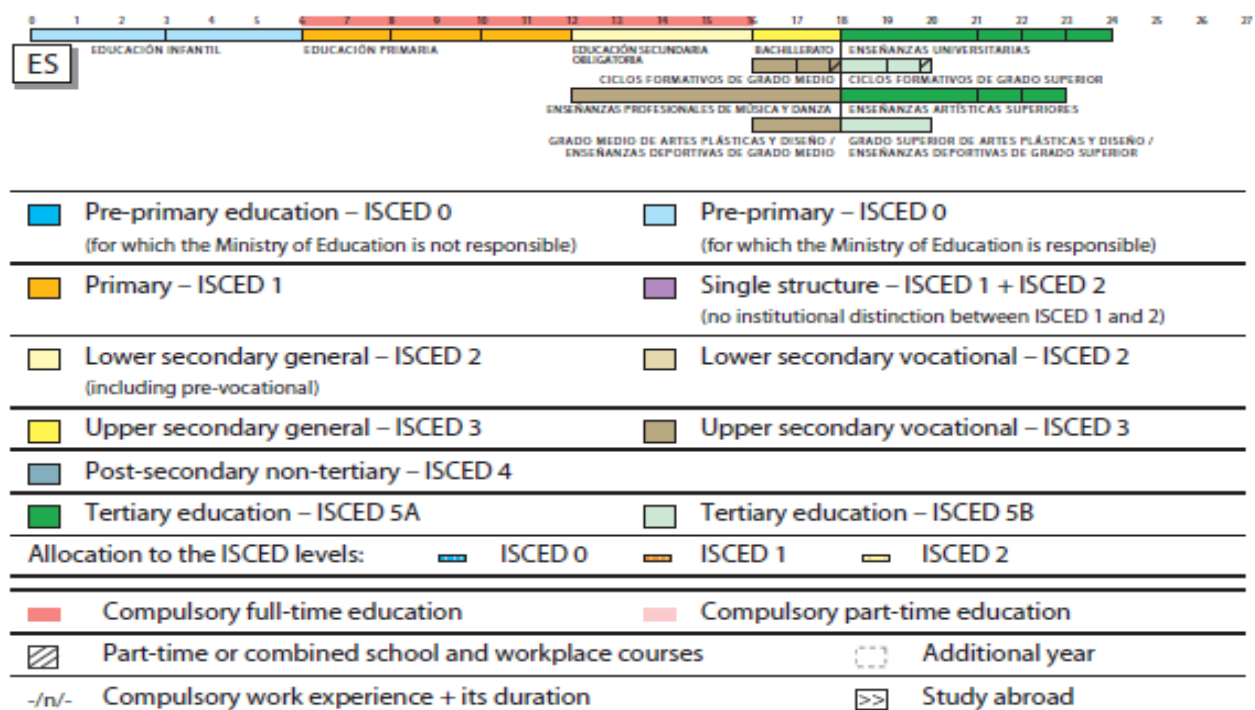 0 1 2 3 4 5 6 7 8 9 10 11 12 13 14 15 16 17 18 19 20 21 22 23 24 25 26 27
ES
EDUCACIÓN INFANTIL EDUCACIÓN PRIMARIA EDUCACIÓN SECUNDARIA OBLIGATORIA BACHILLERATO ENSEÑANZAS UNIVERSITARIAS
CICLOS FORMATIVOS DE GRADO MEDIO CICLOS FORMATIVOS DE GRADO SUPERIOR
ENSEÑANZAS PROFESIONALES DE MÚSICA Y DANZA ENSEÑANZAS ARTÍSTICAS SUPERIORES
GRADO MEDIO DE ARTES PLÁSTICAS Y DISEÑO / GRADO SUPERIOR DE ARTES PLÁSTICAS Y DISEÑO /
ENSEÑANZAS DEPORTIVAS DE GRADO MEDIO ENSEÑANZAS DEPORTIVAS DE GRADO SUPERIOR
Pre-primary education – ISCED 0 Pre-primary – ISCED 0
(for which the Ministry of Education is not responsible) (for which the Ministry of Education is responsible)
Primary – ISCED 1 Single structure – ISCED 1 + ISCED 2
(no institutional distinction between ISCED 1 and 2)
Lower secondary general – ISCED 2 Lower secondary vocational – ISCED 2
(including pre-vocational)
Upper secondary general – ISCED 3 Upper secondary vocational – ISCED 3
Post-secondary non-tertiary – ISCED 4
Tertiary education – ISCED 5A Tertiary education – ISCED 5B
Allocation to the ISCED levels: ISCED 0 ISCED 1 ISCED 2
Compulsory full-time education Compulsory part-time education
Part-time or combined school and workplace courses Additional year
-/n/- Compulsory work experience + its duration >> Study abroad